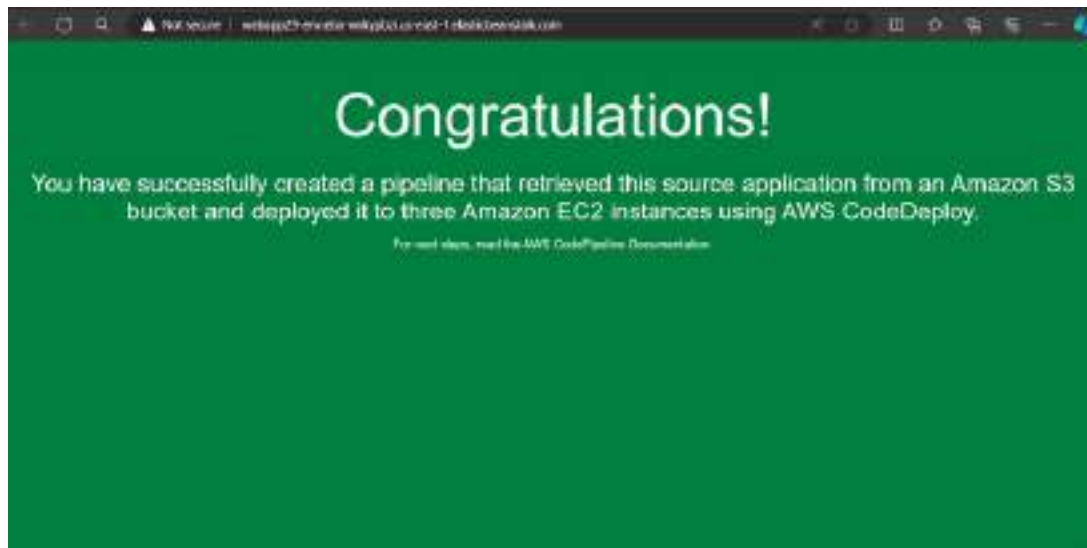 Not secure
Congratulations!
You have successfully created a pipeline that retrieved this source application from an Amazon S3
bucket and deployed it to three Amazon EC2 instances using AWS CodeDeploy.
For next steps, read the AWS CodePipeline Documentation